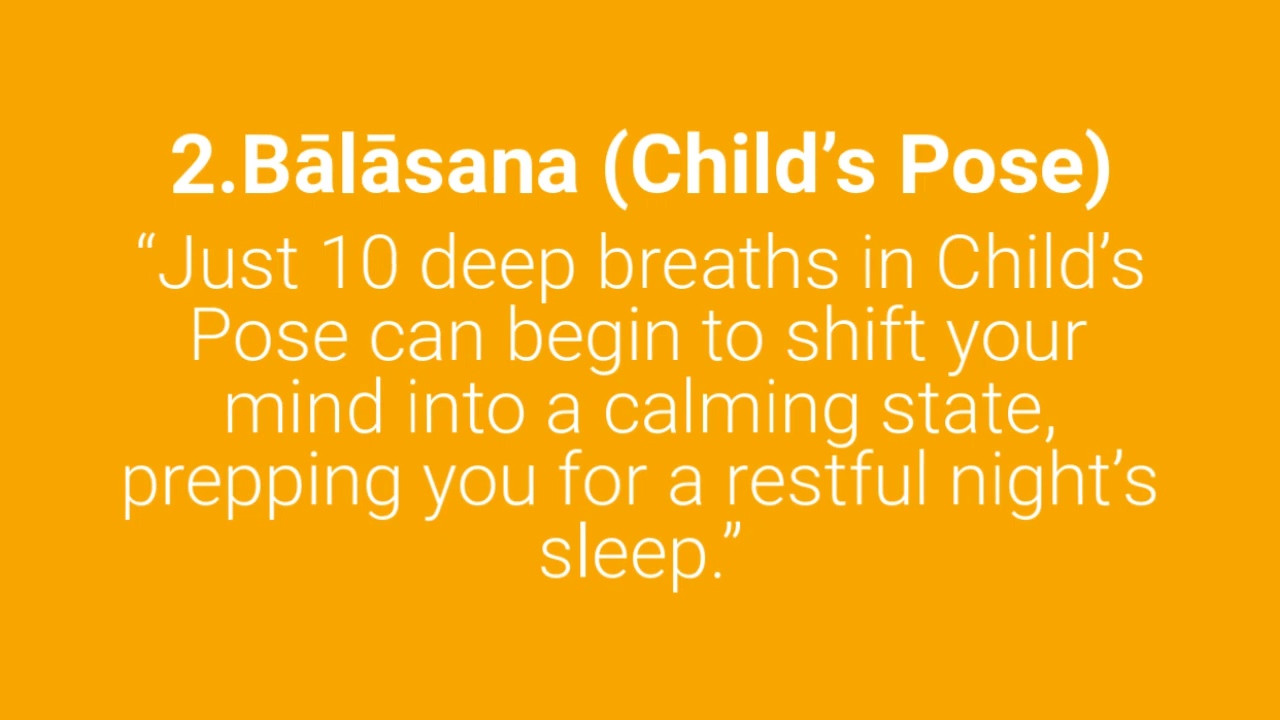 2.Bālāsana (Child’s Pose)
“Just 10 deep breaths in Child’s
Pose can begin to shift your
mind into a calming state,
prepping you for a restful night’s
sleep.”